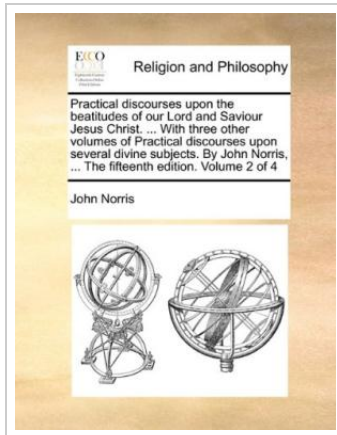 ECCO
Religion and Philosophy
Practical discourses upon the
beatitudes of our Lord and Saviour
Jesus Christ. ... With three other
volumes of Practical discourses upon
several divine subjects. By John Norris,
... The fifteenth edition. Volume 2 of 4
John Norris